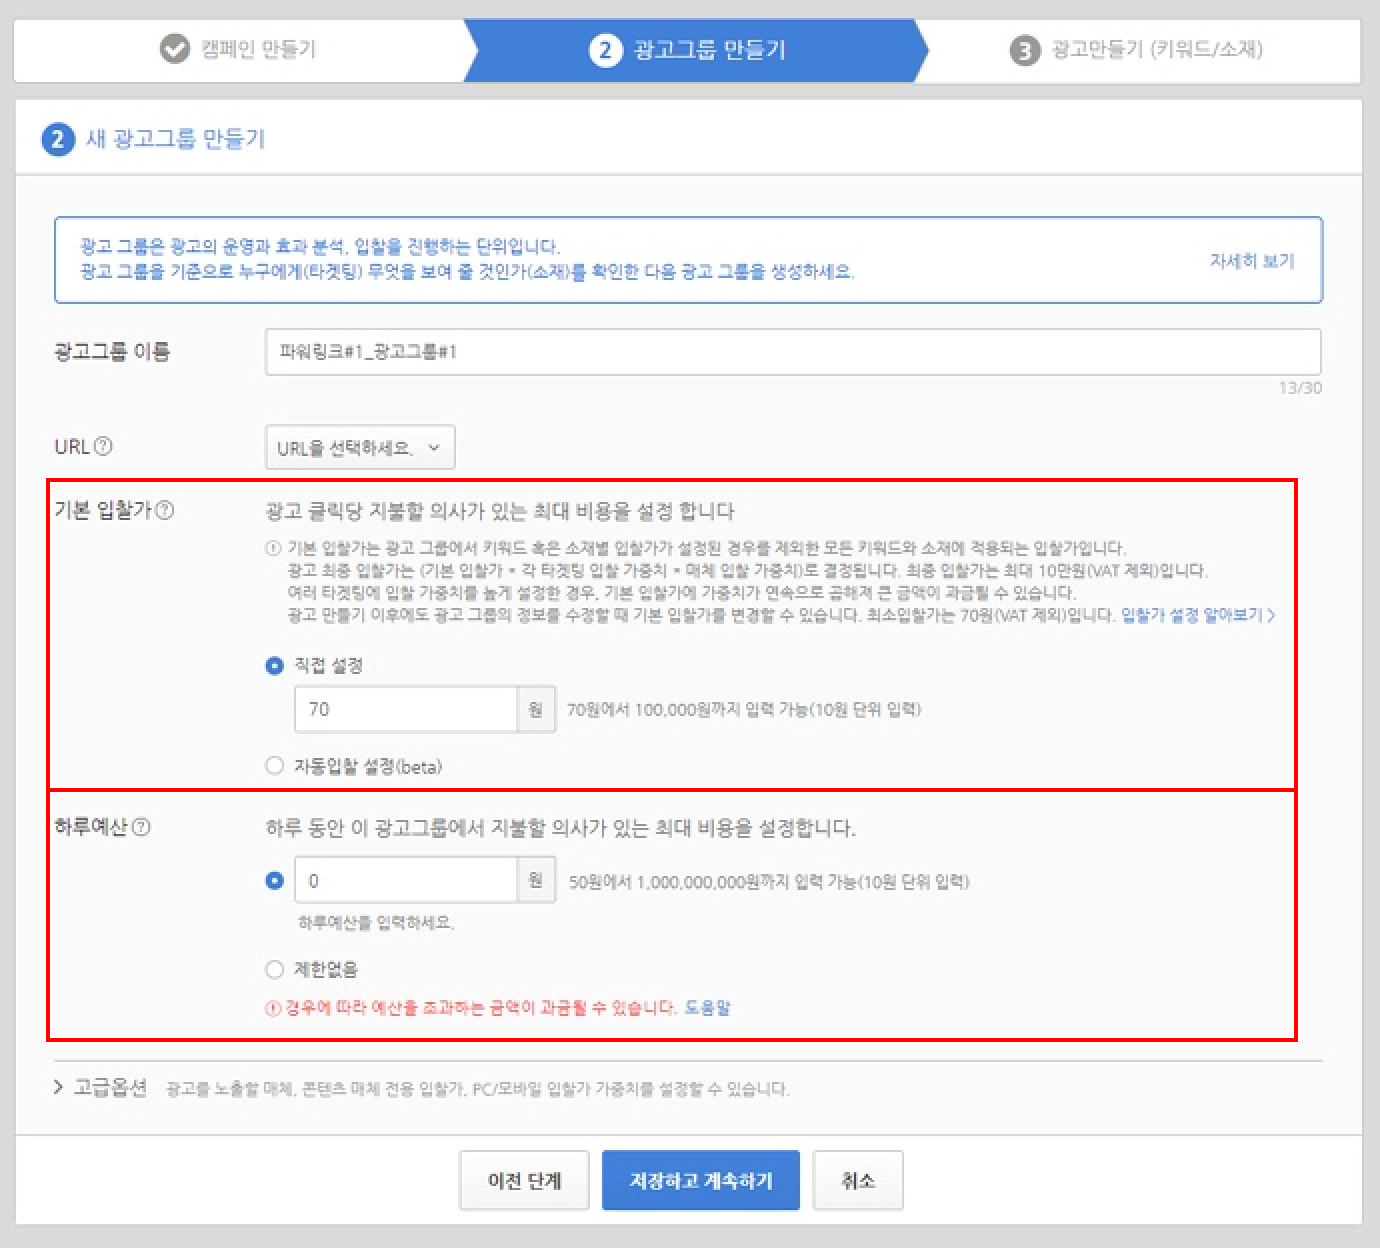 캠페인 만들기
2 광고그룹 만들기
3 광고만들기 (키워드/소재)
2 새 광고그룹 만들기
광고 그룹은 광고의 운영과 효과 분석, 입찰을 진행하는 단위입니다.
광고 그룹을 기준으로 누구에게(타겟팅) 무엇을 보여 줄 것인가(소재)를 확인한 다음 광고 그룹을 생성하세요.
자세히 보기
광고그룹 이름
파워링크#1_광고그룹#1
13/30
URL ?
URL을 선택하세요.
기본 입찰가 ?
광고 클릭당 지불할 의사가 있는 최대 비용을 설정 합니다
기본 입찰가는 광고 그룹에서 키워드 혹은 소재별 입찰가가 설정된 경우를 제외한 모든 키워드와 소재에 적용되는 입찰가입니다.
광고 최종 입찰가는 (기본 입찰가 * 각 타겟팅 입찰 가중치 * 매체 입찰 가중치)로 결정됩니다. 최종 입찰가는 최대 10만원(VAT 제외)입니다.
여러 타겟팅에 입찰 가중치를 높게 설정한 경우, 기본 입찰가에 가중치가 연속으로 곱해져 큰 금액이 과금될 수 있습니다.
광고 만들기 이후에도 광고 그룹의 정보를 수정할 때 기본 입찰가를 변경할 수 있습니다. 최소입찰가는 70원(VAT 제외)입니다. 입찰가 설정 알아보기 >
직접 설정
70 원 70원에서 100,000원까지 입력 가능(10원 단위 입력)
자동입찰 설정(beta)
하루예산 ?
하루 동안 이 광고그룹에서 지불할 의사가 있는 최대 비용을 설정합니다.
0 원 50원에서 1,000,000,000원까지 입력 가능(10원 단위 입력)
하루예산을 입력하세요.
제한없음
경우에 따라 예산을 초과하는 금액이 과금될 수 있습니다. 도움말
> 고급옵션 광고를 노출할 매체, 콘텐츠 매체 전용 입찰가, PC/모바일 입찰가 가중치를 설정할 수 있습니다.
이전 단계
저장하고 계속하기
취소